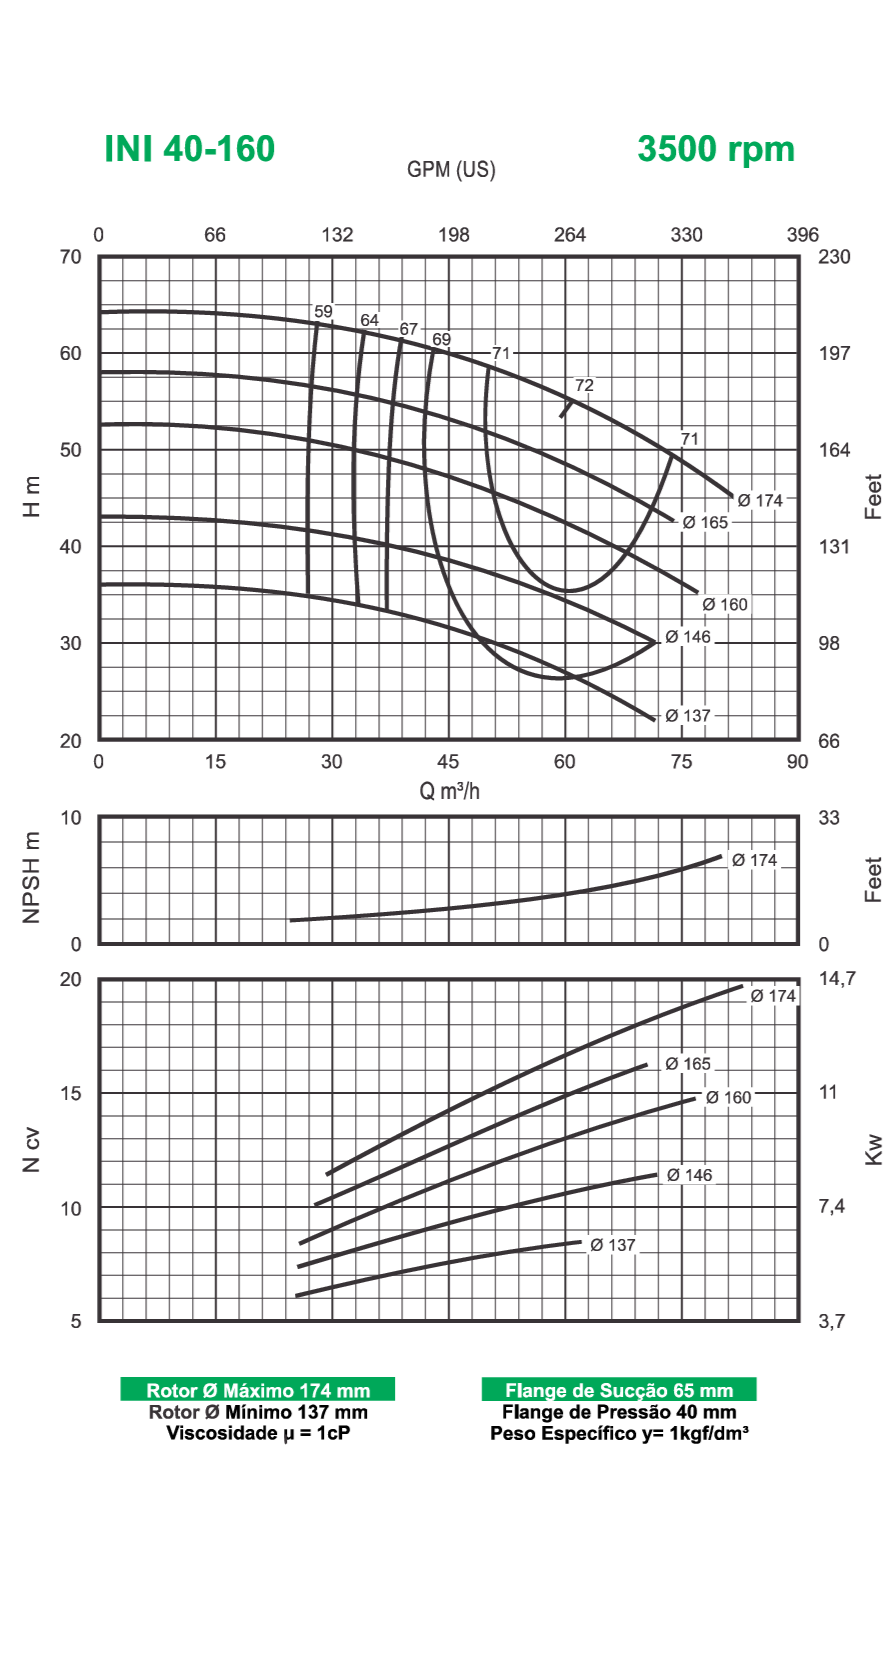 INI 40-160 3500 rpm
GPM (US)
0 66 132 198 264 330 396
70 230
59
64
67
69
60 71 197
72
71
50 164
H m Feet
Ø 174
Ø 165
40 131
Ø 160
Ø 146
30 98
Ø 137
20 66
0 15 30 45 60 75 90
Q m³/h
10 33
NPSH m Feet
Ø 174
0 0
20 14,7
Ø 174
Ø 165
15 11
Ø 160
N cv Kw
Ø 146
10 7,4
Ø 137
5 3,7
Rotor Ø Máximo 174 mm
Rotor Ø Mínimo 137 mm
Viscosidade µ = 1cP
Flange de Sucção 65 mm
Flange de Pressão 40 mm
Peso Específico y= 1kgf/dm³